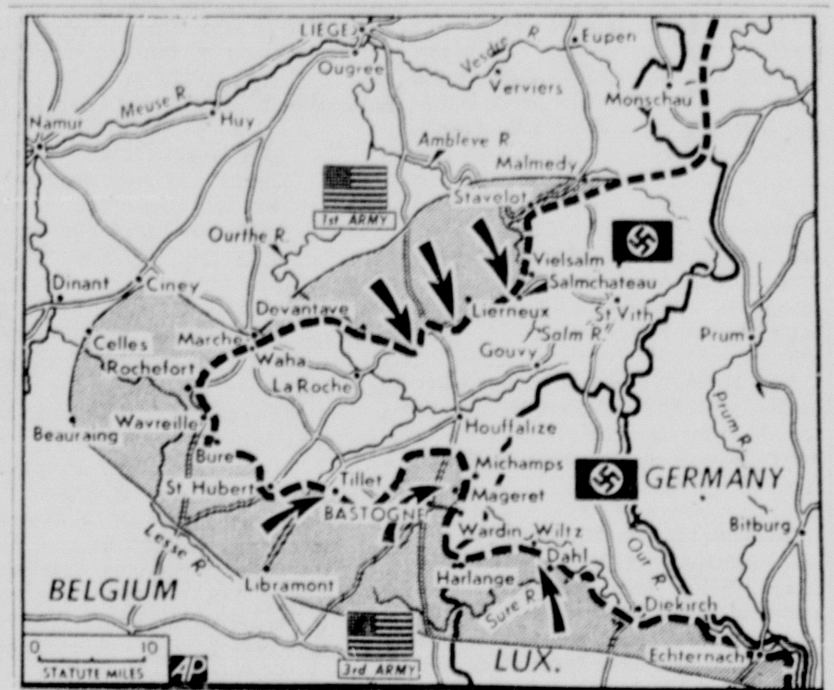 LIEGE
Eupen
Ougree
Vesdre R.
Verviers
Monschau
Meuse R.
Huy
Namur
Ambleve R.
Malmedy
Stavelot
1st ARMY
Ourthe R.
Vielsalm
Salmchateau
Dinant
Ciney
Devantave
Lierneux
St Vith
Celles
Marche
Salm R.
Prum
Rochefort
Waha
Gouvy
La Roche
Prum R.
Wavreille
Houffalize
Beauraing
Bure
Michamps
Tillet
GERMANY
St Hubert
Mageret
BASTOGNE
Bitburg
Wardin
Wiltz
Lesse R.
Dahl
Our R.
BELGIUM
Libramont
Harlange
Sure R.
Diekirch
0 10
STATUTE MILES
AP
3rd ARMY
LUX.
Echternach